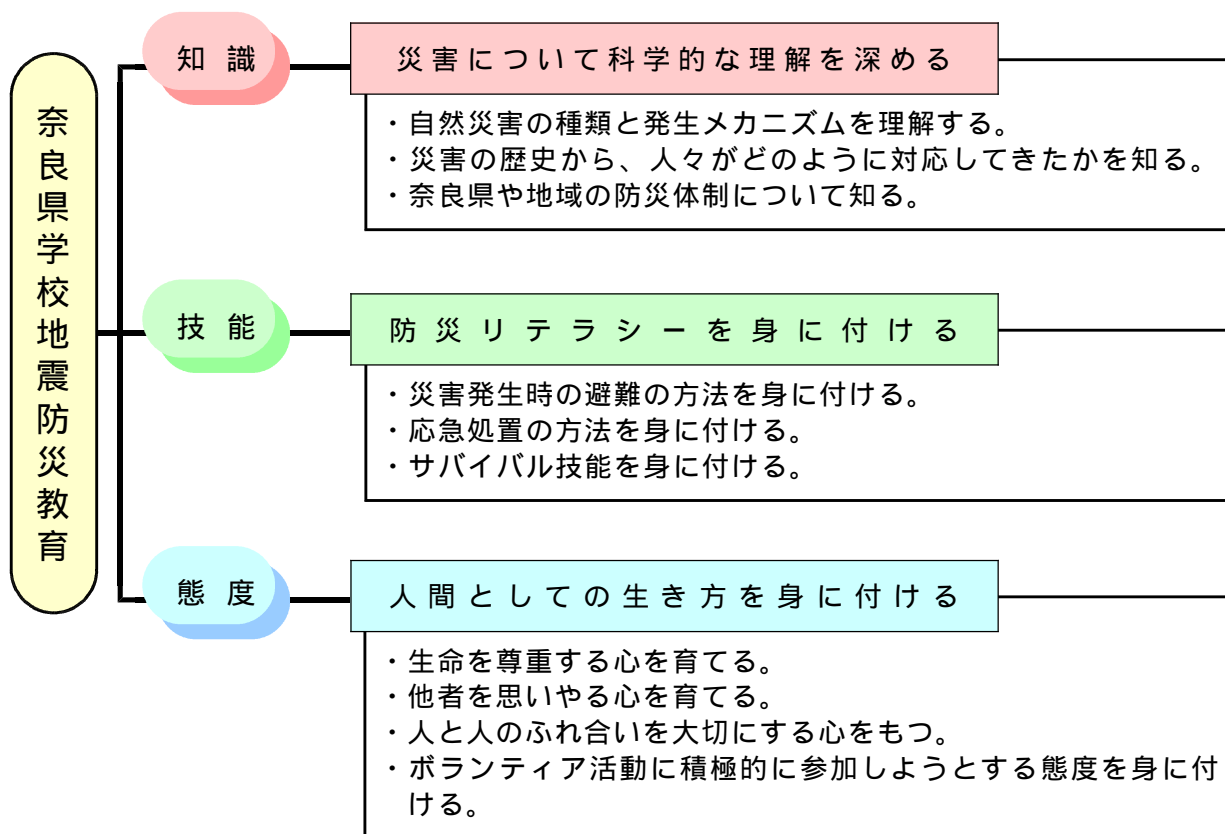 奈良県学校地震防災教育
知識
災害について科学的な理解を深める
・自然災害の種類と発生メカニズムを理解する。
・災害の歴史から、人々がどのように対応してきたかを知る。
・奈良県や地域の防災体制について知る。
技能
防災リテラシーを身に付ける
・災害発生時の避難の方法を身に付ける。
・応急処置の方法を身に付ける。
・サバイバル技能を身に付ける。
態度
人間としての生き方を身に付ける
・生命を尊重する心を育てる。
・他者を思いやる心を育てる。
・人と人のふれ合いを大切にする心をもつ。
・ボランティア活動に積極的に参加しようとする態度を身に付
ける。